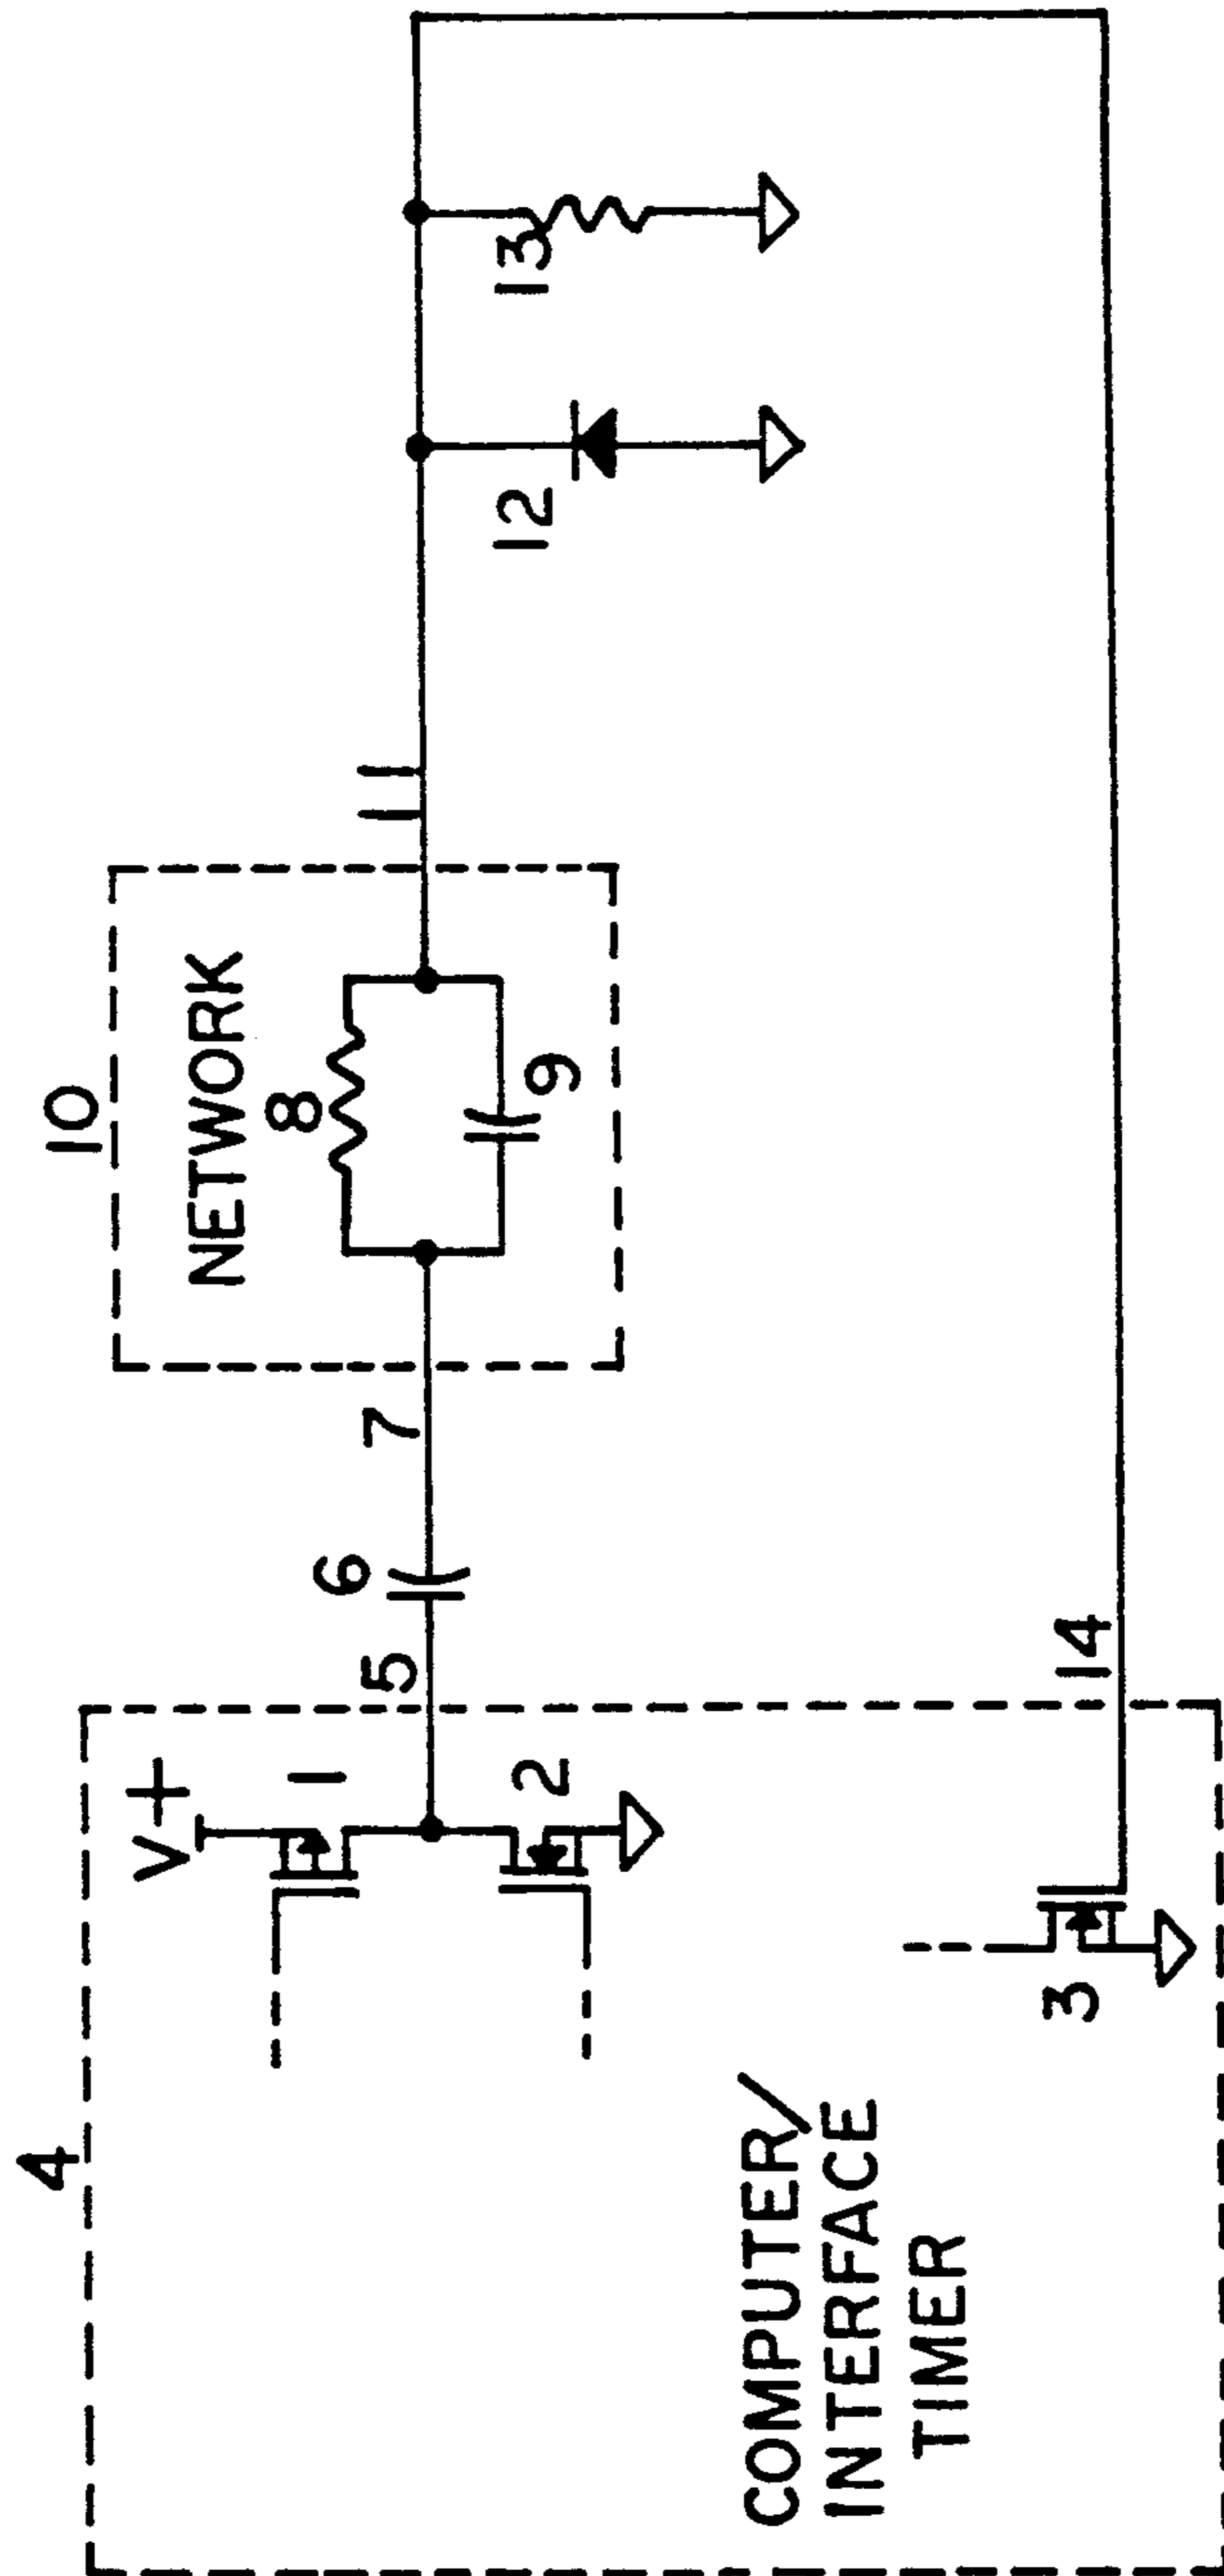 4
V+
1
2
3
COMPUTER/
INTERFACE
TIMER
5
6
7
10
NETWORK
8
9
11
12
13
14